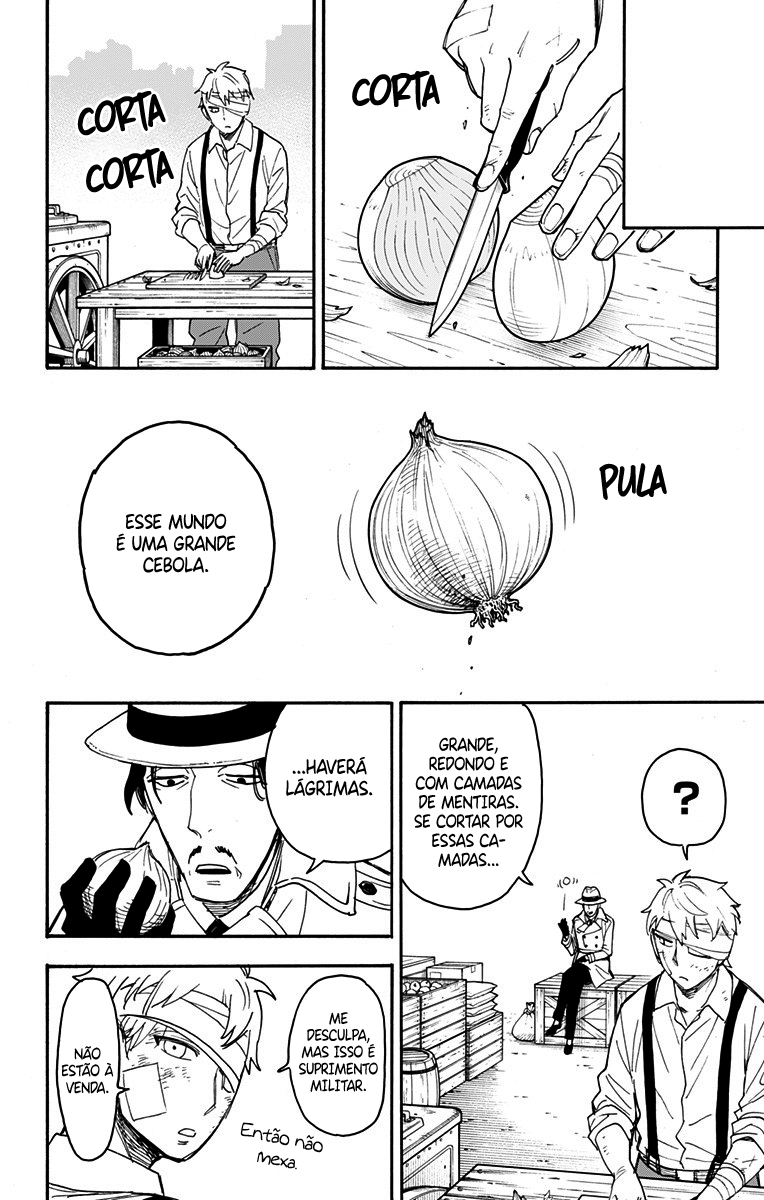 CORTA
CORTA
CORTA
PULA
ESSE MUNDO
É UMA GRANDE
CEBOLA.
?
GRANDE,
REDONDO E
COM CAMADAS
DE MENTIRAS.
SE CORTAR POR
ESSAS CA-
MADAS...
...HAVERÁ
LÁGRIMAS.
ME
DESCULPA,
MAS ISSO É
SUPRIMENTO
MILITAR.
Então não
mexa.
NÃO
ESTÃO À
VENDA.